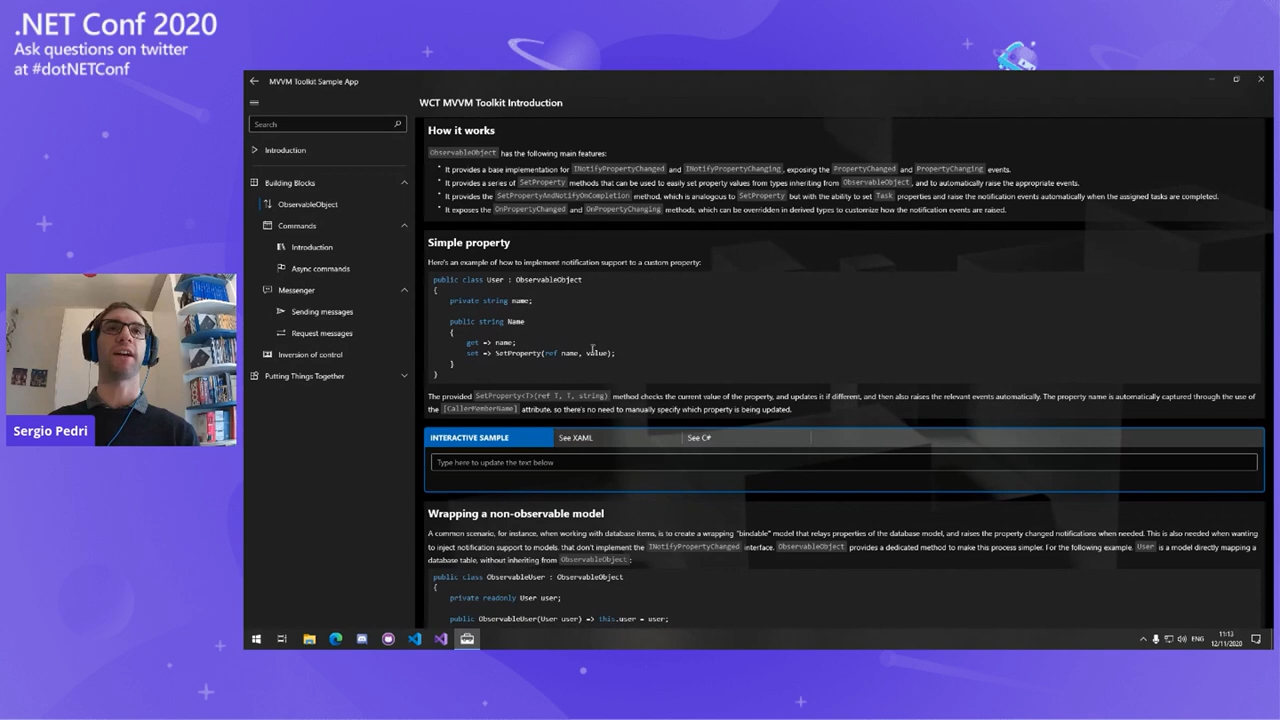 .NET Conf 2020
Ask questions on twitter
at #dotNETConf
MVVM Toolkit Sample App
WCT MVVM Toolkit Introduction
Search
Introduction
Building Blocks
ObservableObject
Commands
Introduction
Async commands
Messenger
Sending messages
Request messages
Inversion of control
Putting Things Together
How it works
ObservableObject has the following main features:
• It provides a base implementation for INotifyPropertyChanged and INotifyPropertyChanging, exposing the PropertyChanged and PropertyChanging events.
• It provides a series of SetProperty methods that can be used to easily set property values from types inheriting from ObservableObject, and to automatically raise the appropriate events.
• It provides the SetPropertyAndNotifyOnCompletion method, which is analogous to SetProperty but with the ability to set Task properties and raise the notification events automatically when the assigned tasks are completed.
• It exposes the OnPropertyChanged and OnPropertyChanging methods, which can be overridden in derived types to customize how the notification events are raised.
Simple property
Here's an example of how to implement notification support to a custom property:
public class User : ObservableObject
{
private string name;
public string Name
{
get => name;
set => SetProperty(ref name, value);
}
}
The provided SetProperty<T>(ref T, T, string) method checks the current value of the property, and updates it if different, and then also raises the relevant events automatically. The property name is automatically captured through the use of
the [CallerMemberName] attribute, so there's no need to manually specify which property is being updated.
INTERACTIVE SAMPLE See XAML See C#
Type here to update the text below
Wrapping a non-observable model
A common scenario, for instance, when working with database items, is to create a wrapping "bindable" model that relays properties of the database model, and raises the property changed notifications when needed. This is also needed when wanting
to inject notification support to models, that don't implement the INotifyPropertyChanged interface. ObservableObject provides a dedicated method to make this process simpler. For the following example, User is a model directly mapping a
database table, without inheriting from ObservableObject:
public class ObservableUser : ObservableObject
{
private readonly User user;
public ObservableUser(User user) => this.user = user;
Sergio Pedri
ENG
11:13
12/11/2020